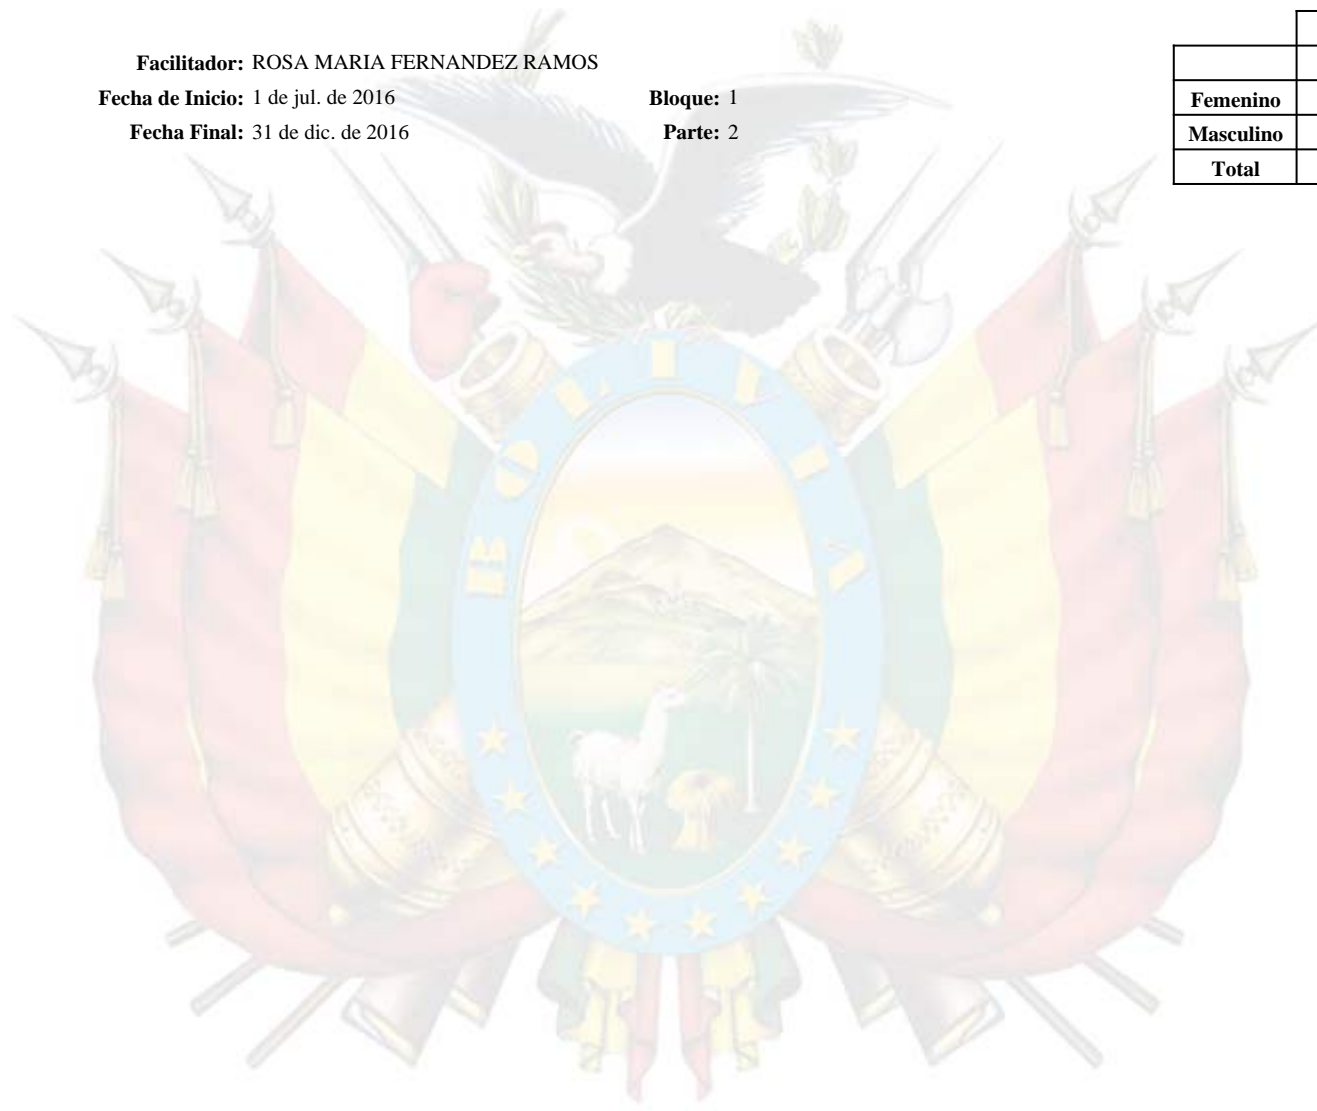 Facilitador: ROSA MARIA FERNANDEZ RAMOS
Fecha de Inicio: 1 de jul. de 2016 Bloque: 1
Fecha Final: 31 de dic. de 2016 Parte: 2
Femenino
Masculino
Total
BOLIVIA